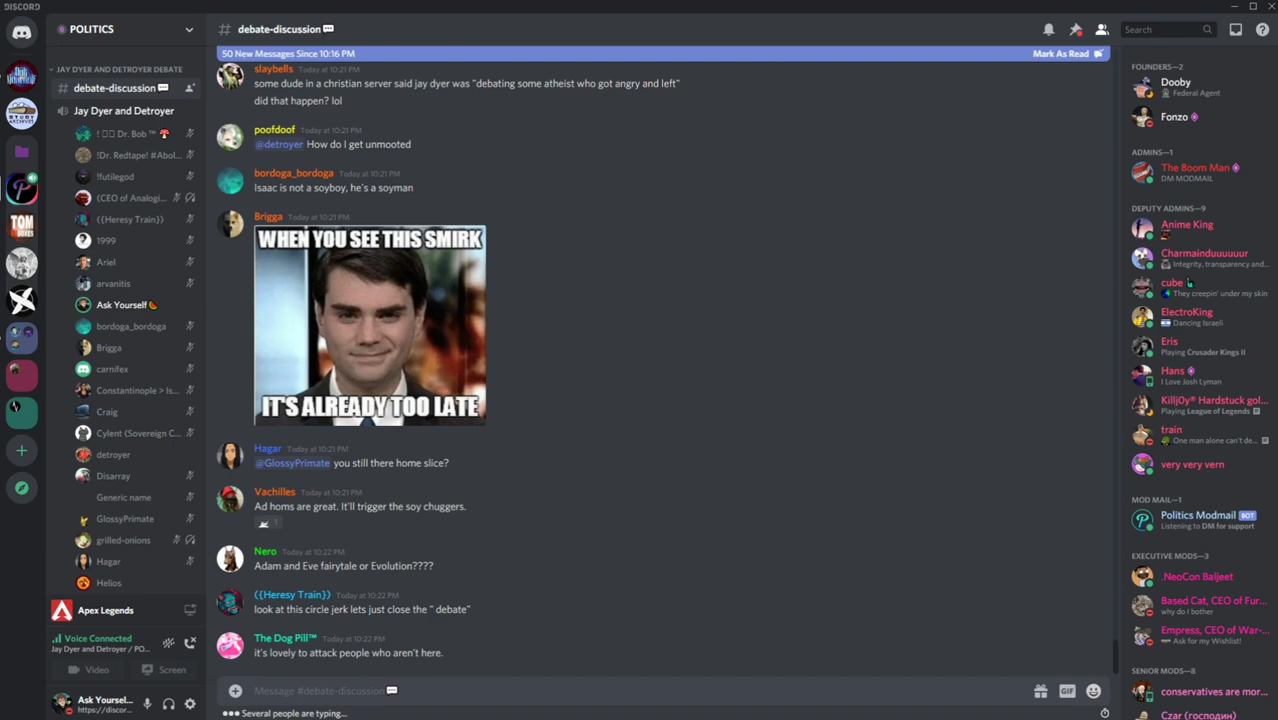 DISCORD
POLITICS
JAY DYER AND DETROYER DEBATE
# debate-discussion
Jay Dyer and Detroyer
! Dr. Bob ™
!Dr. Redtape! #Abol...
!futilegod
(CEO of Analogi...
((Heresy Train))
1999
Ariel
arvanitis
Ask Yourself
bordoga_bordoga
Brigga
carnifex
Constantinople > Is...
Craig
Cylent (Sovereign C...
detroyer
Disarray
Generic name
GlossyPrimate
grilled-onions
Hagar
Helios
Apex Legends
Voice Connected
Jay Dyer and Detroyer / PO...
Video
Screen
Ask Yoursel...
https://discor...
# debate-discussion
Search
50 New Messages Since 10:16 PM
Mark As Read
slaybells Today at 10:21 PM
some dude in a christian server said jay dyer was "debating some atheist who got angry and left"
did that happen? lol
poofdoof Today at 10:21 PM
@detroyer How do I get unmooted
bordoga_bordoga Today at 10:21 PM
Isaac is not a soyboy, he's a soyman
Brigga Today at 10:21 PM
WHEN YOU SEE THIS SMIRK
IT'S ALREADY TOO LATE
Hagar Today at 10:21 PM
@GlossyPrimate you still there home slice?
Vachilles Today at 10:21 PM
Ad homs are great. It'll trigger the soy chuggers.
1
Nero Today at 10:22 PM
Adam and Eve fairytale or Evolution????
((Heresy Train)) Today at 10:22 PM
look at this circle jerk lets just close the " debate"
The Dog Pill™ Today at 10:22 PM
it's lovely to attack people who aren't here.
Message #debate-discussion
GIF
Several people are typing...
FOUNDERS—2
Dooby
Federal Agent
Fonzo
ADMINS—1
The Boom Man
DM MODMAIL
DEPUTY ADMINS—9
Anime King
Charmainduuuuuur
Integrity, transparency and...
cube
They creepin' under my skin
ElectroKing
Dancing Israeli
Eris
Playing Crusader Kings II
Hans
I Love Josh Lyman
Killj0y® Hardstuck gol...
Playing League of Legends
train
One man alone can't de...
very very vern
MOD MAIL—1
Politics Modmail BOT
Listening to DM for support
EXECUTIVE MODS—3
.NeoCon Baljeet
Based Cat, CEO of Fur...
why do I bother
Empress, CEO of War-...
Ask for my Wishlist!
SENIOR MODS—8
conservatives are mor...
Czar (господин)